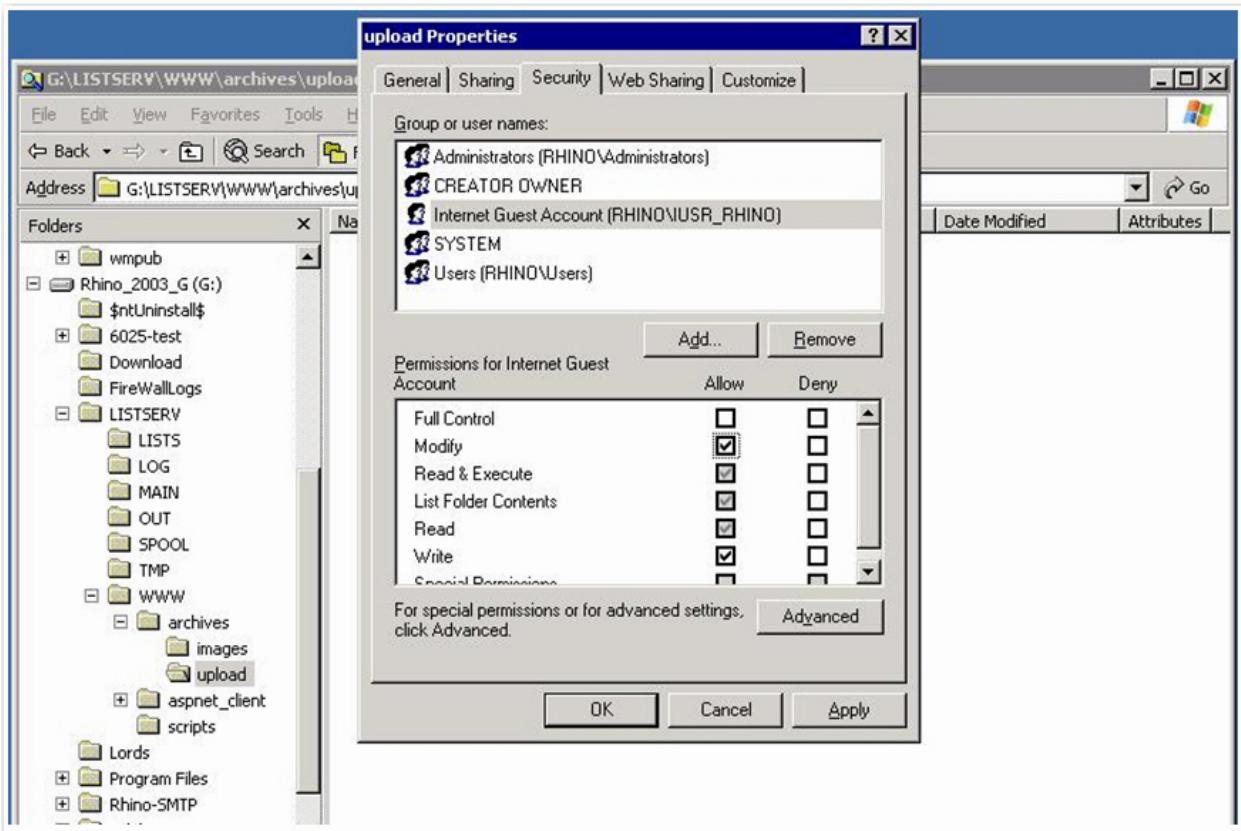 upload Properties
G:\LISTSERV\WWW\archives\uploa
File Edit View Favorites Tools H
Back Search F
Address G:\LISTSERV\WWW\archives\up Go
Folders Na Date Modified Attributes
wmpub
Rhino_2003_G (G:)
$ntUninstall$
6025-test
Download
FireWallLogs
LISTSERV
LISTS
LOG
MAIN
OUT
SPOOL
TMP
WWW
archives
images
upload
aspnet_client
scripts
Lords
Program Files
Rhino-SMTP
General Sharing Security Web Sharing Customize
Group or user names:
Administrators (RHINO\Administrators)
CREATOR OWNER
Internet Guest Account (RHINO\IUSR_RHINO)
SYSTEM
Users (RHINO\Users)
Add... Remove
Permissions for Internet Guest
Account Allow Deny
Full Control
Modify
Read & Execute
List Folder Contents
Read
Write
Special Permissions
For special permissions or for advanced settings,
click Advanced.
Advanced
OK Cancel Apply